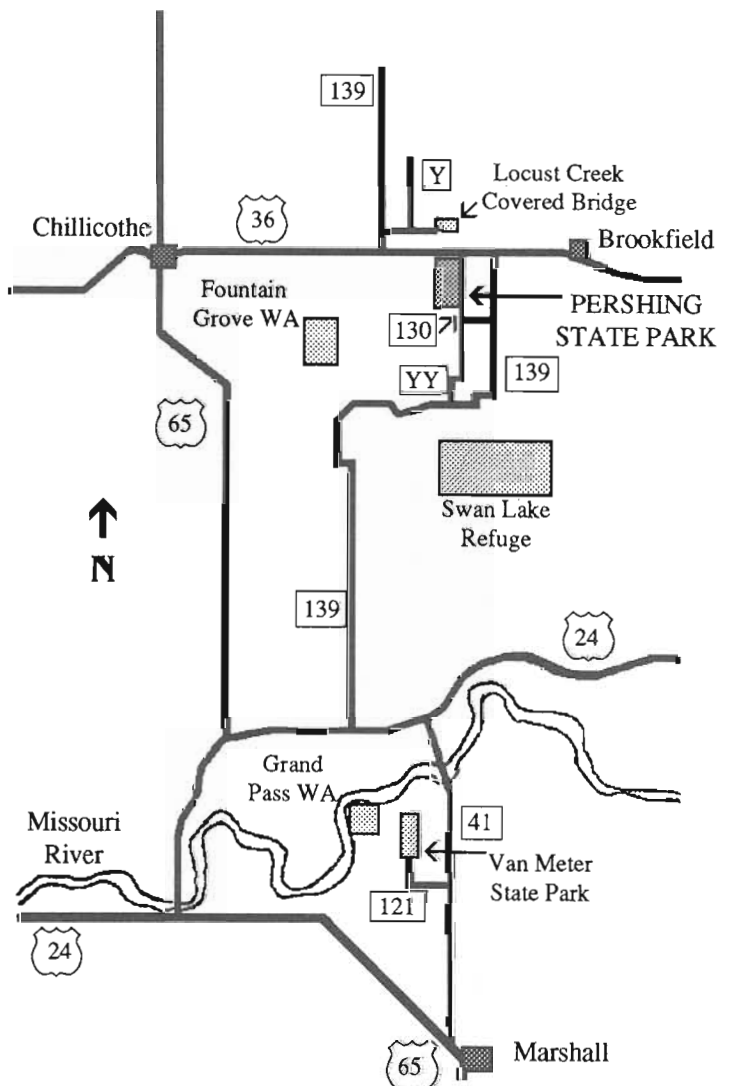 139
Y
Locust Creek
Covered Bridge
36
Chillicothe
Brookfield
Fountain
Grove WA
PERSHING
STATE PARK
130
YY
139
65
Swan Lake
Refuge
N
139
24
Grand
Pass WA
Missouri
River
41
Van Meter
State Park
121
24
Marshall
65